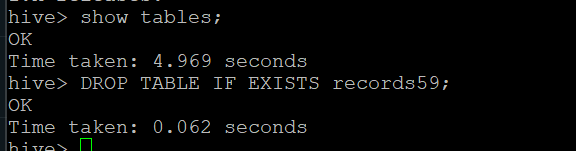 hive> show tables;
OK
Time taken: 4.969 seconds
hive> DROP TABLE IF EXISTS records59;
OK
Time taken: 0.062 seconds
hive>